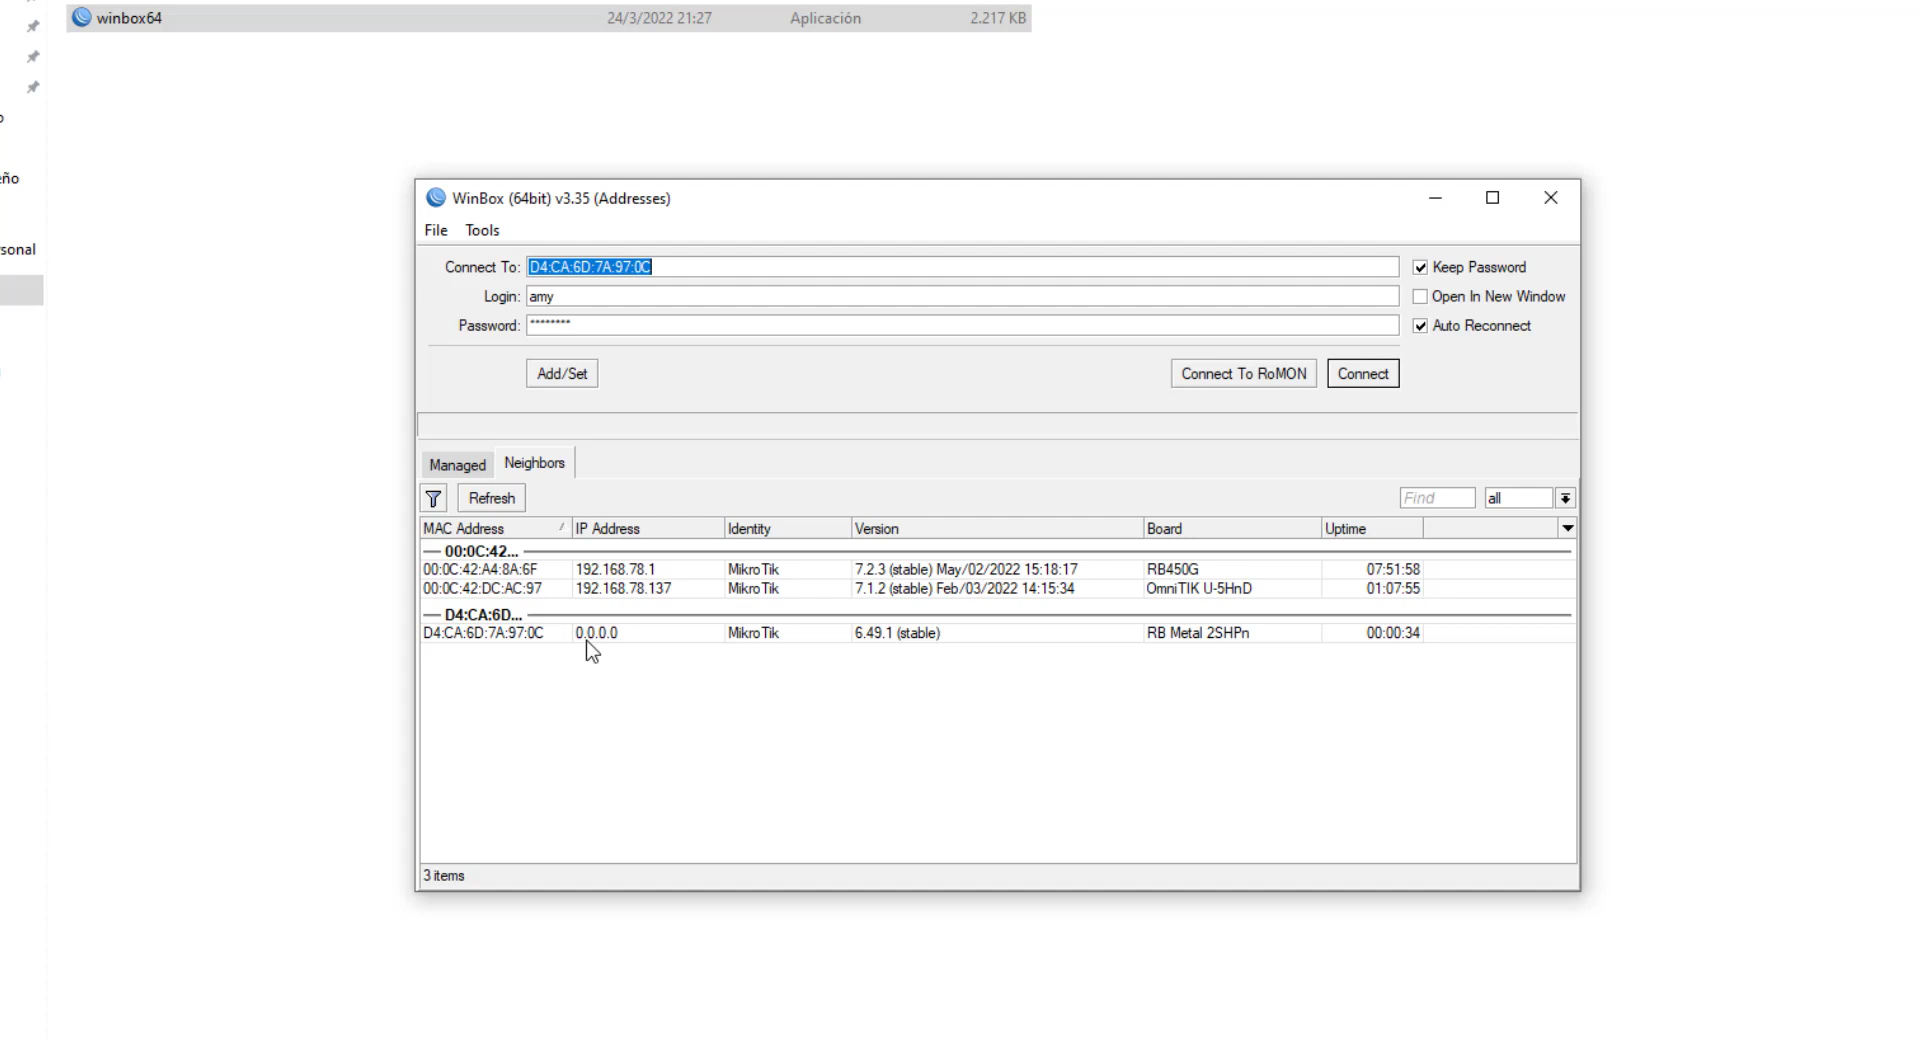 winbox64 24/3/2022 21:27 Aplicación 2.217 KB
eño
sonal
WinBox (64bit) v3.35 (Addresses)
File Tools
Connect To: D4:CA:6D:7A:97:0C Keep Password
Login: amy Open In New Window
Password: ******** Auto Reconnect
Add/Set Connect To RoMON Connect
Managed Neighbors
Refresh Find all
MAC Address IP Address Identity Version Board Uptime
00:0C:42...
00:0C:42:A4:8A:6F 192.168.78.1 MikroTik 7.2.3 (stable) May/02/2022 15:18:17 RB450G 07:51:58
00:0C:42:DC:AC:97 192.168.78.137 MikroTik 7.1.2 (stable) Feb/03/2022 14:15:34 OmniTIK U-5HnD 01:07:55
D4:CA:6D...
D4:CA:6D:7A:97:0C 0.0.0.0 MikroTik 6.49.1 (stable) RB Metal 2SHPn 00:00:34
3 items